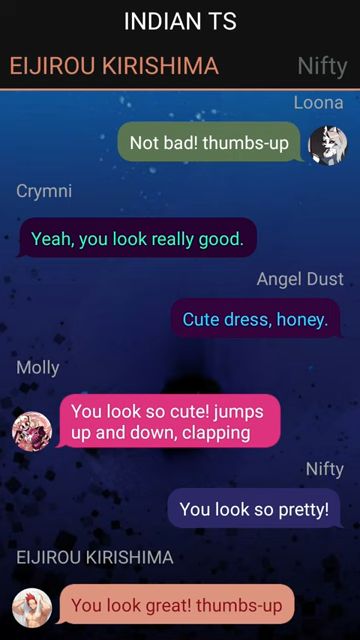 INDIAN TS
EIJIROU KIRISHIMA
Nifty
Loona
Not bad! thumbs-up
Crymni
Yeah, you look really good.
Angel Dust
Cute dress, honey.
Molly
You look so cute! jumps
up and down, clapping
Nifty
You look so pretty!
EIJIROU KIRISHIMA
You look great! thumbs-up